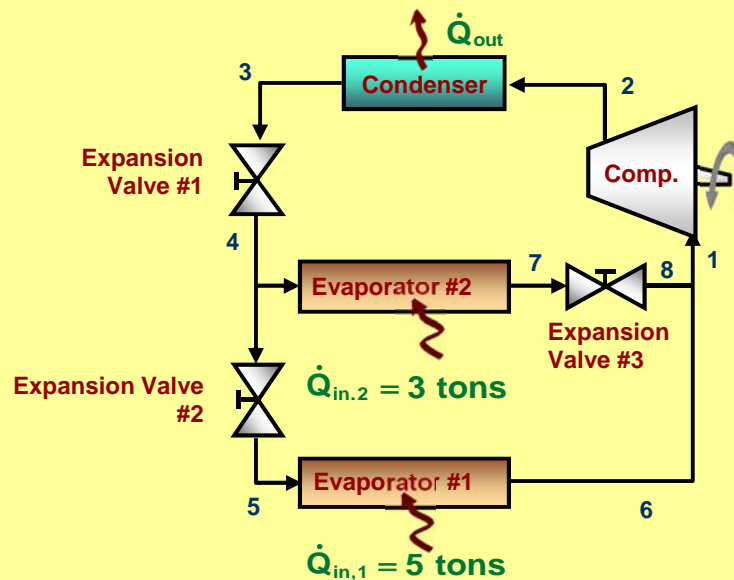 Q̇out
3
Condenser
2
Expansion
Valve #1
Comp.
4
Evaporator #2
7
8
1
Expansion
Valve #3
Expansion Valve
#2
Q̇in.2 = 3 tons
5
Evaporator #1
6
Q̇in,1 = 5 tons